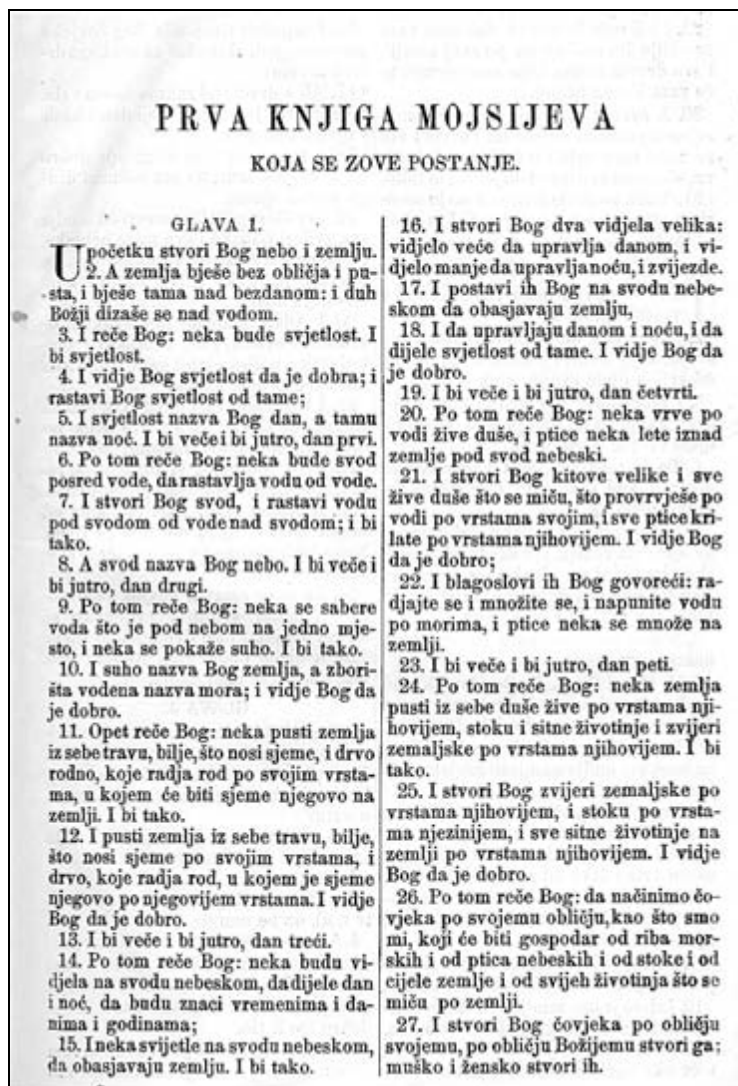 PRVA KNJIGA MOJSIJEVA
KOJA SE ZOVE POSTANJE.
GLAVA 1.
U početku stvori Bog nebo i zemlju.
2. A zemlja bješe bez obličja i pu-
sta, i bješe tama nad bezdanom: i duh
Božji dizaše se nad vodom.
3. I reče Bog: neka bude svjetlost. I
bi svjetlost.
4. I vidje Bog svjetlost da je dobra; i
rastavi Bog svjetlost od tame;
5. I svjetlost nazva Bog dan, a tamu
nazva noć. I bi veče i bi jutro, dan prvi.
6. Po tom reče Bog: neka bude svod
posred vode, da rastavlja vodu od vode.
7. I stvori Bog svod, i rastavi vodu
pod svodom od vode nad svodom; i bi
tako.
8. A svod nazva Bog nebo. I bi veče i
bi jutro, dan drugi.
9. Po tom reče Bog: neka se sabere
voda što je pod nebom na jedno mje-
sto, i neka se pokaže suho. I bi tako.
10. I suho nazva Bog zemlja, a zbori-
šta vodena nazva mora; i vidje Bog da
je dobro.
11. Opet reče Bog: neka pusti zemlja
iz sebe travu, bilje, što nosi sjeme, i drvo
rodno, koje radja rod po svojim vrsta-
ma, u kojem će biti sjeme njegovo na
zemlji. I bi tako.
12. I pusti zemlja iz sebe travu, bilje,
što nosi sjeme po svojim vrstama, i
drvo, koje radja rod, u kojem je sjeme
njegovo po njegovijem vrstama. I vidje
Bog da je dobro.
13. I bi veče i bi jutro, dan treći.
14. Po tom reče Bog: neka budu vi-
djela na svodu nebeskom, da dijele dan
i noć, da budu znaci vremenima i da-
nima i godinama;
15. I neka svijetle na svodu nebeskom,
da obasjavaju zemlju. I bi tako.
16. I stvori Bog dva vidjela velika:
vidjelo veće da upravlja danom, i vi-
djelo manje da upravlja noću, i zvijezde.
17. I postavi ih Bog na svodu nebe-
skom da obasjavaju zemlju,
18. I da upravljaju danom i noću, i da
dijele svjetlost od tame. I vidje Bog da
je dobro.
19. I bi veče i bi jutro, dan četvrti.
20. Po tom reče Bog: neka vrve po
vodi žive duše, i ptice neka lete iznad
zemlje pod svod nebeski.
21. I stvori Bog kitove velike i sve
žive duše što se miču, što provrvješe po
vodi po vrstama svojim, i sve ptice kri-
late po vrstama njihovijem. I vidje Bog
da je dobro;
22. I blagoslovi ih Bog govoreći: ra-
djajte se i množite se, i napunite vodu
po morima, i ptice neka se množe na
zemlji.
23. I bi veče i bi jutro, dan peti.
24. Po tom reče Bog: neka zemlja
pusti iz sebe duše žive po vrstama nji-
hovijem, stoku i sitne životinje i zvijeri
zemaljske po vrstama njihovijem. I bi
tako.
25. I stvori Bog zvijeri zemaljske po
vrstama njihovijem, i stoku po vrsta-
ma njezinijem, i sve sitne životinje na
zemlji po vrstama njihovijem. I vidje
Bog da je dobro.
26. Po tom reče Bog: da načinimo čo-
vjeka po svojemu obličju, kao što smo
mi, koji će biti gospodar od riba mor-
skih i od ptica nebeskih i od stoke i od
cijele zemlje i od svijeh životinja što se
miču po zemlji.
27. I stvori Bog čovjeka po obličju
svojemu, po obličju Božijemu stvori ga;
muško i žensko stvori ih.